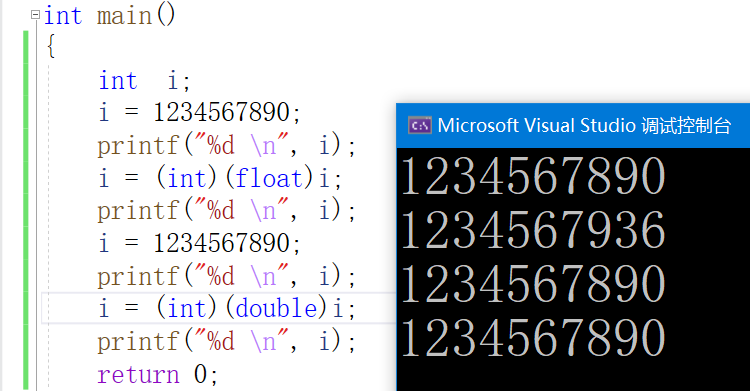 int main()
{
int  i;
i = 1234567890;
printf("%d \n", i);
i = (int)(float)i;
printf("%d \n", i);
i = 1234567890;
printf("%d \n", i);
i = (int)(double)i;
printf("%d \n", i);
return 0;
C:\ Microsoft Visual Studio 调试控制台
1234567890
1234567936
1234567890
1234567890